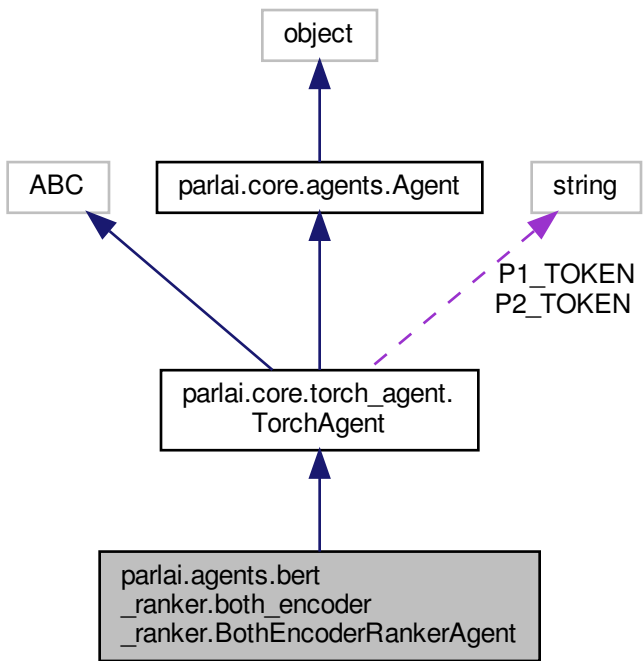 object
ABC
parlai.core.agents.Agent
string
P1_TOKEN
P2_TOKEN
parlai.core.torch_agent.
TorchAgent
parlai.agents.bert
_ranker.both_encoder
_ranker.BothEncoderRankerAgent